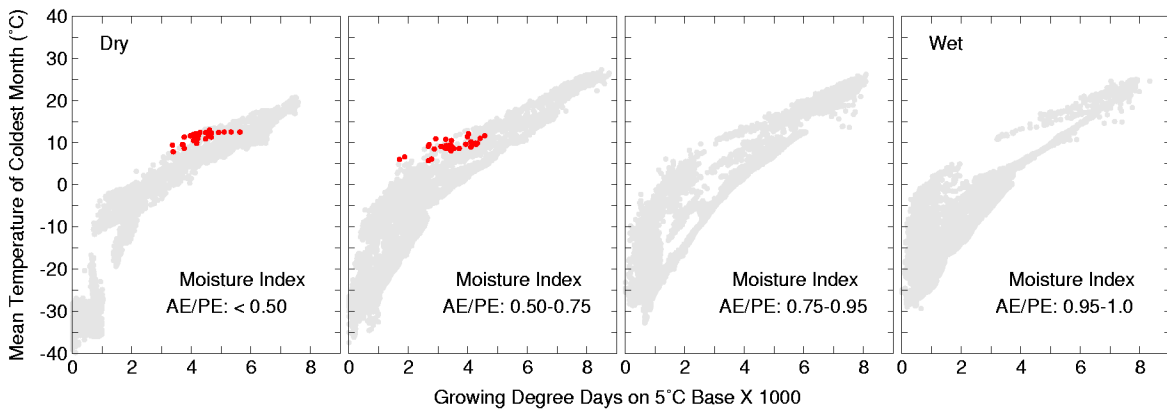 Mean Temperature of Coldest Month (˚C)
40
30
20
10
0
-10
-20
-30
-40
Dry
Wet
Moisture Index
AE/PE: < 0.50
Moisture Index
AE/PE: 0.50-0.75
Moisture Index
AE/PE: 0.75-0.95
Moisture Index
AE/PE: 0.95-1.0
0 2 4 6 8
0 2 4 6 8
0 2 4 6 8
0 2 4 6 8
Growing Degree Days on 5˚C Base X 1000